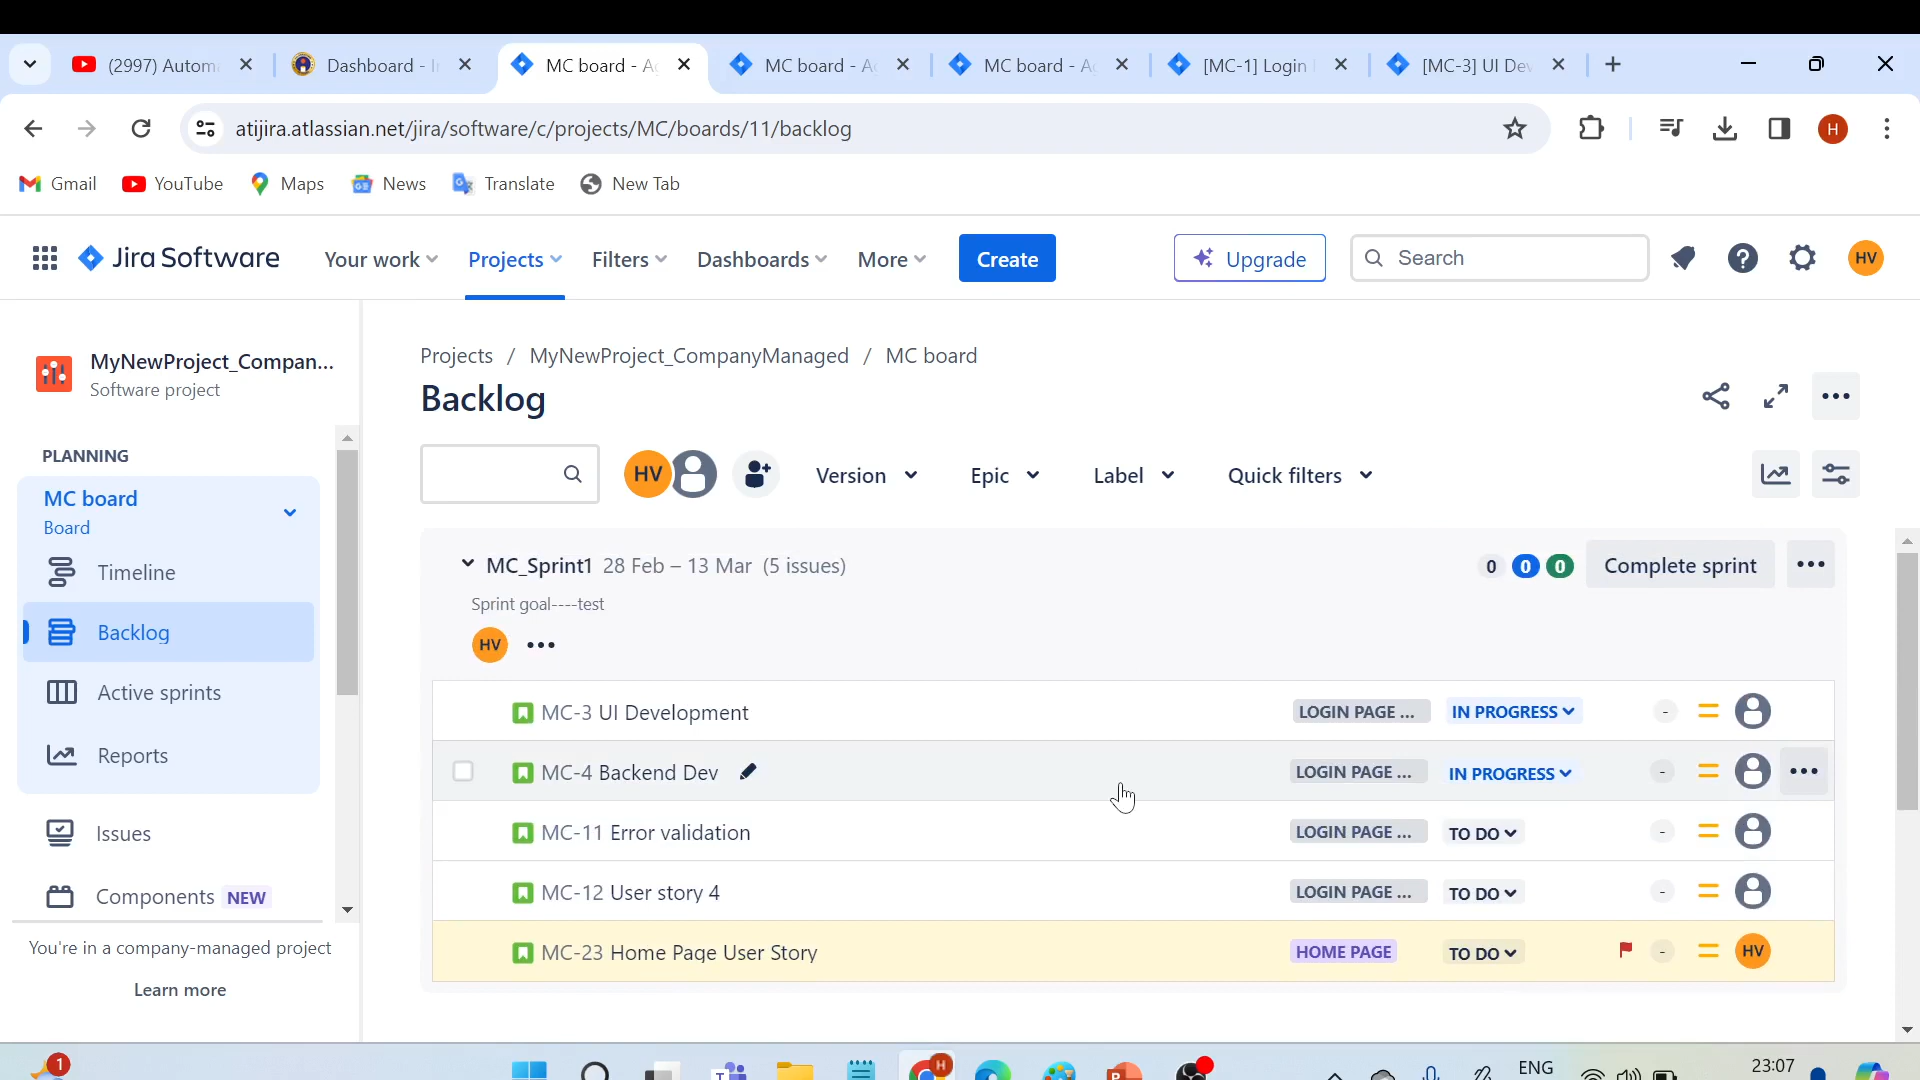 (2997) Autom
Dashboard - I
MC board - A
MC board - A
MC board - A
[MC-1] Login
[MC-3] UI De
atijira.atlassian.net/jira/software/c/projects/MC/boards/11/backlog
H
Gmail
YouTube
Maps
News
Translate
New Tab
Jira Software
Your work
Projects
Filters
Dashboards
More
Create
Upgrade
Search
HV
MyNewProject_Compan...
Software project
PLANNING
MC board
Board
Timeline
Backlog
Active sprints
Reports
Issues
Components NEW
You're in a company-managed project
Learn more
Projects / MyNewProject_CompanyManaged / MC board
Backlog
HV
Version
Epic
Label
Quick filters
MC_Sprint1 28 Feb – 13 Mar (5 issues)
0 0 0
Complete sprint
Sprint goal----test
HV
MC-3 UI Development LOGIN PAGE ... IN PROGRESS -
MC-4 Backend Dev LOGIN PAGE ... IN PROGRESS -
MC-11 Error validation LOGIN PAGE ... TO DO -
MC-12 User story 4 LOGIN PAGE ... TO DO -
MC-23 Home Page User Story HOME PAGE TO DO - HV
1
H
ENG
23:07